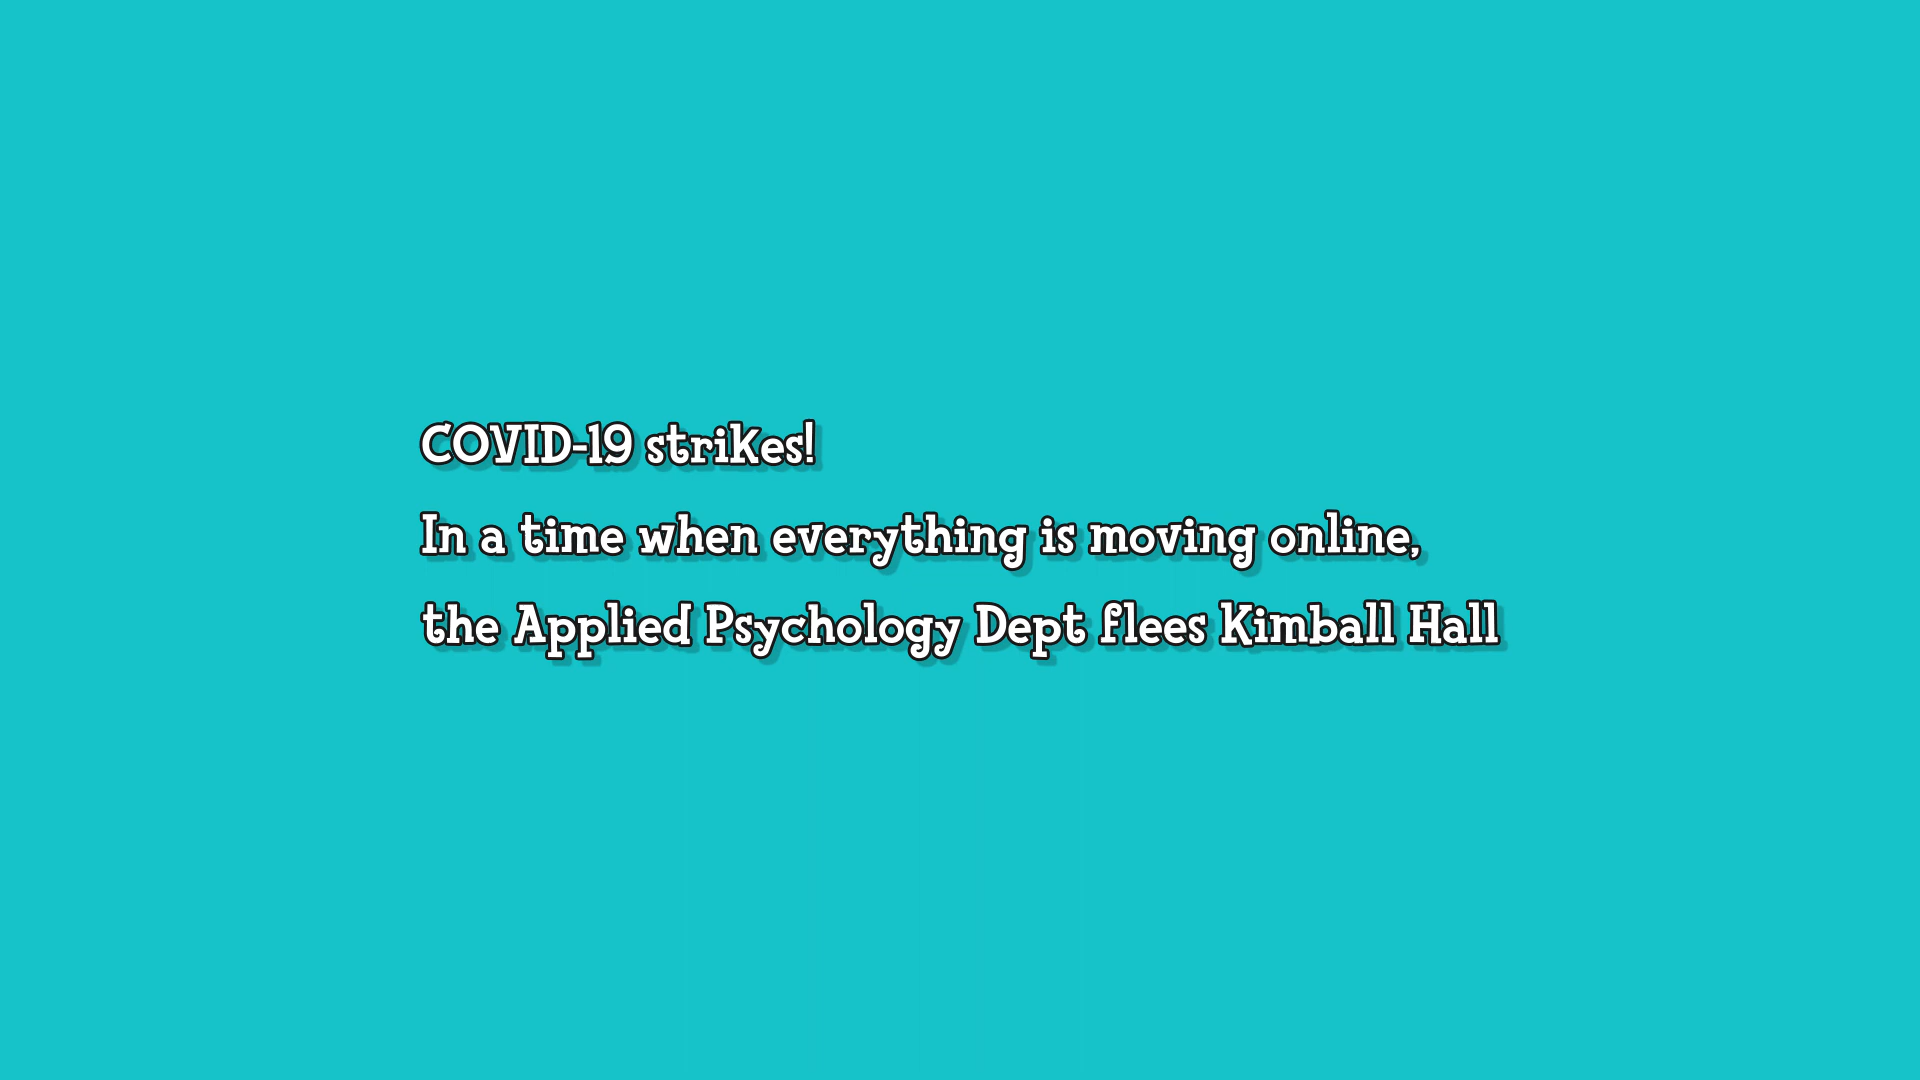 COVID-19 strikes!
In a time when everything is moving online,
the Applied Psychology Dept flees Kimball Hall